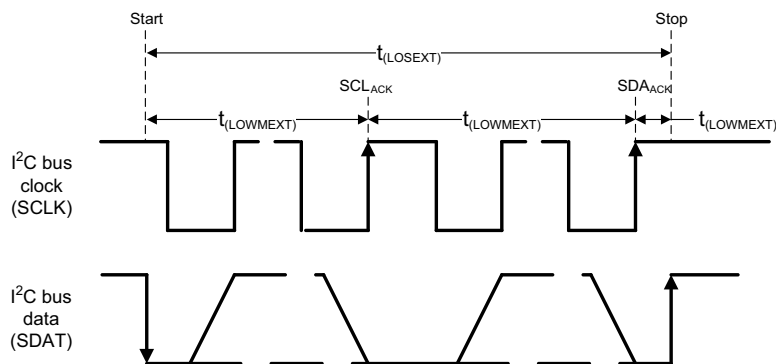 Start
Stop
t(LOSEXT)
SCLACK
SDAACK
t(LOWMEXT)
t(LOWMEXT)
t(LOWMEXT)
I²C bus
clock
(SCLK)
I²C bus
data
(SDAT)